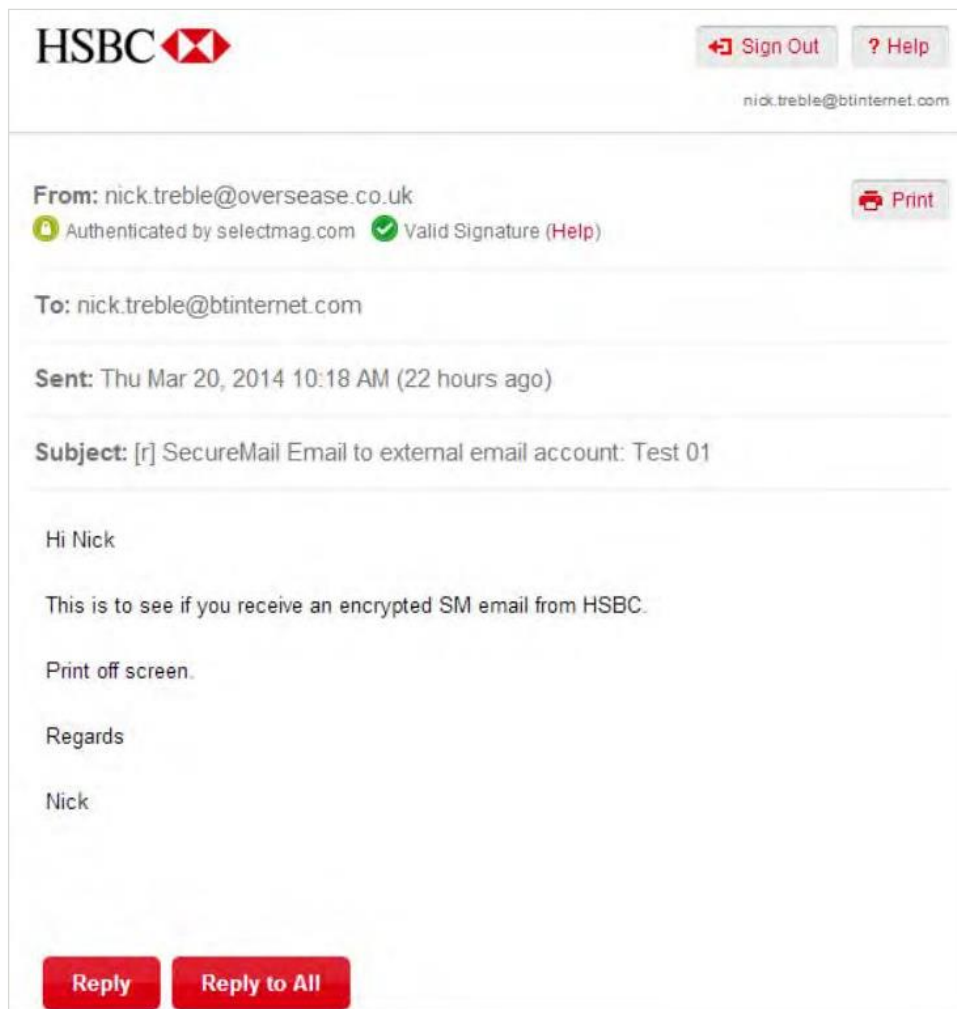 HSBC
Sign Out
? Help
nick.treble@btinternet.com
From: nick.treble@oversease.co.uk
Print
Authenticated by selectmag.com Valid Signature (Help)
To: nick.treble@btinternet.com
Sent: Thu Mar 20, 2014 10:18 AM (22 hours ago)
Subject: [r] SecureMail Email to external email account: Test 01
Hi Nick
This is to see if you receive an encrypted SM email from HSBC.
Print off screen.
Regards
Nick
Reply
Reply to All